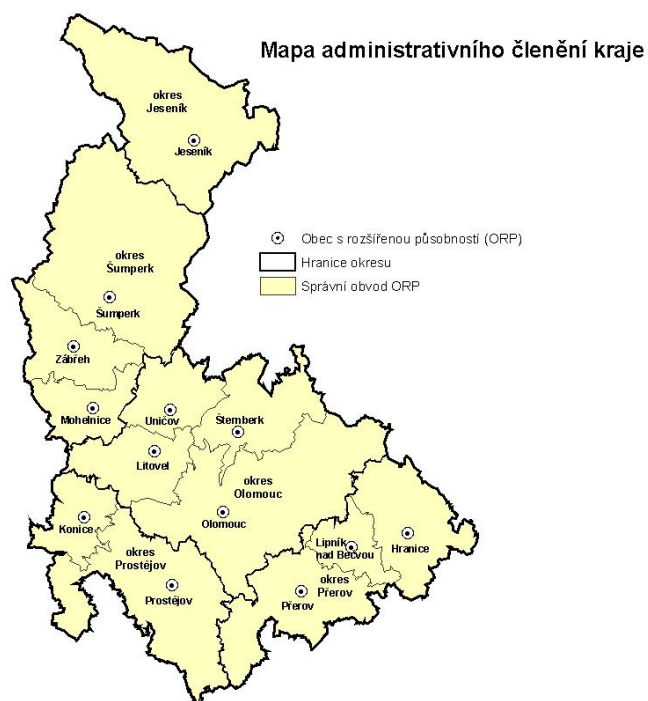 Mapa administrativního členění kraje
okres
Jeseník
Jeseník
okres
Šumperk
Šumperk
Obec s rozšířenou působností (ORP)
Hranice okresu
Správní obvod ORP
Zábřeh
Mohelnice
Uničov
Štemberk
Litovel
okres
Olomouc
Olomouc
Konice
okres
Prostějov
Prostějov
Lipník
nad Bečvou
Hranice
okres
Přerov
Přerov